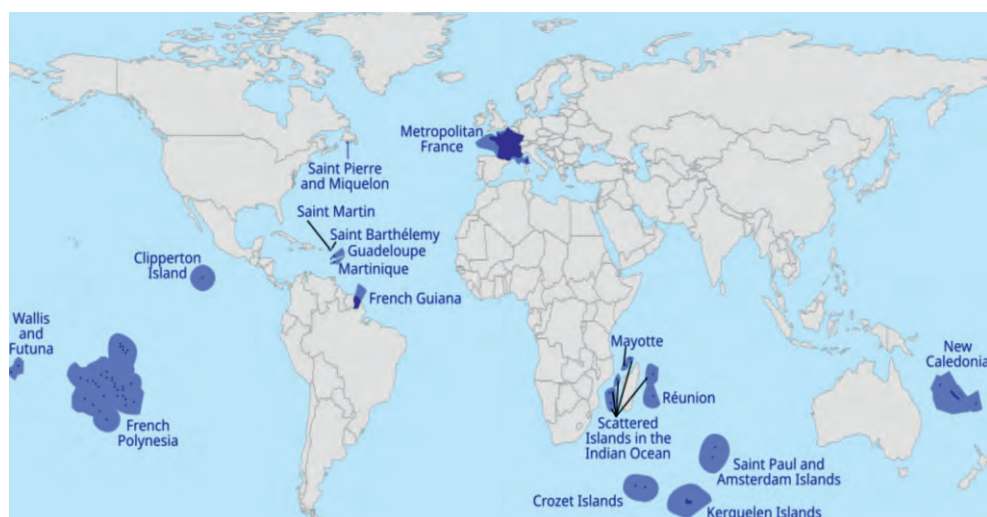 Metropolitan
France
Saint Pierre
and Miquelon
Saint Martin
Saint Barthélemy
Guadeloupe
Martinique
Clipperton
Island
French Guiana
Wallis
and
Futuna
French
Polynesia
Mayotte
Réunion
Scattered
Islands in the
Indian Ocean
New
Caledonia
Saint Paul and
Amsterdam Islands
Crozet Islands
Kerguelen Islands